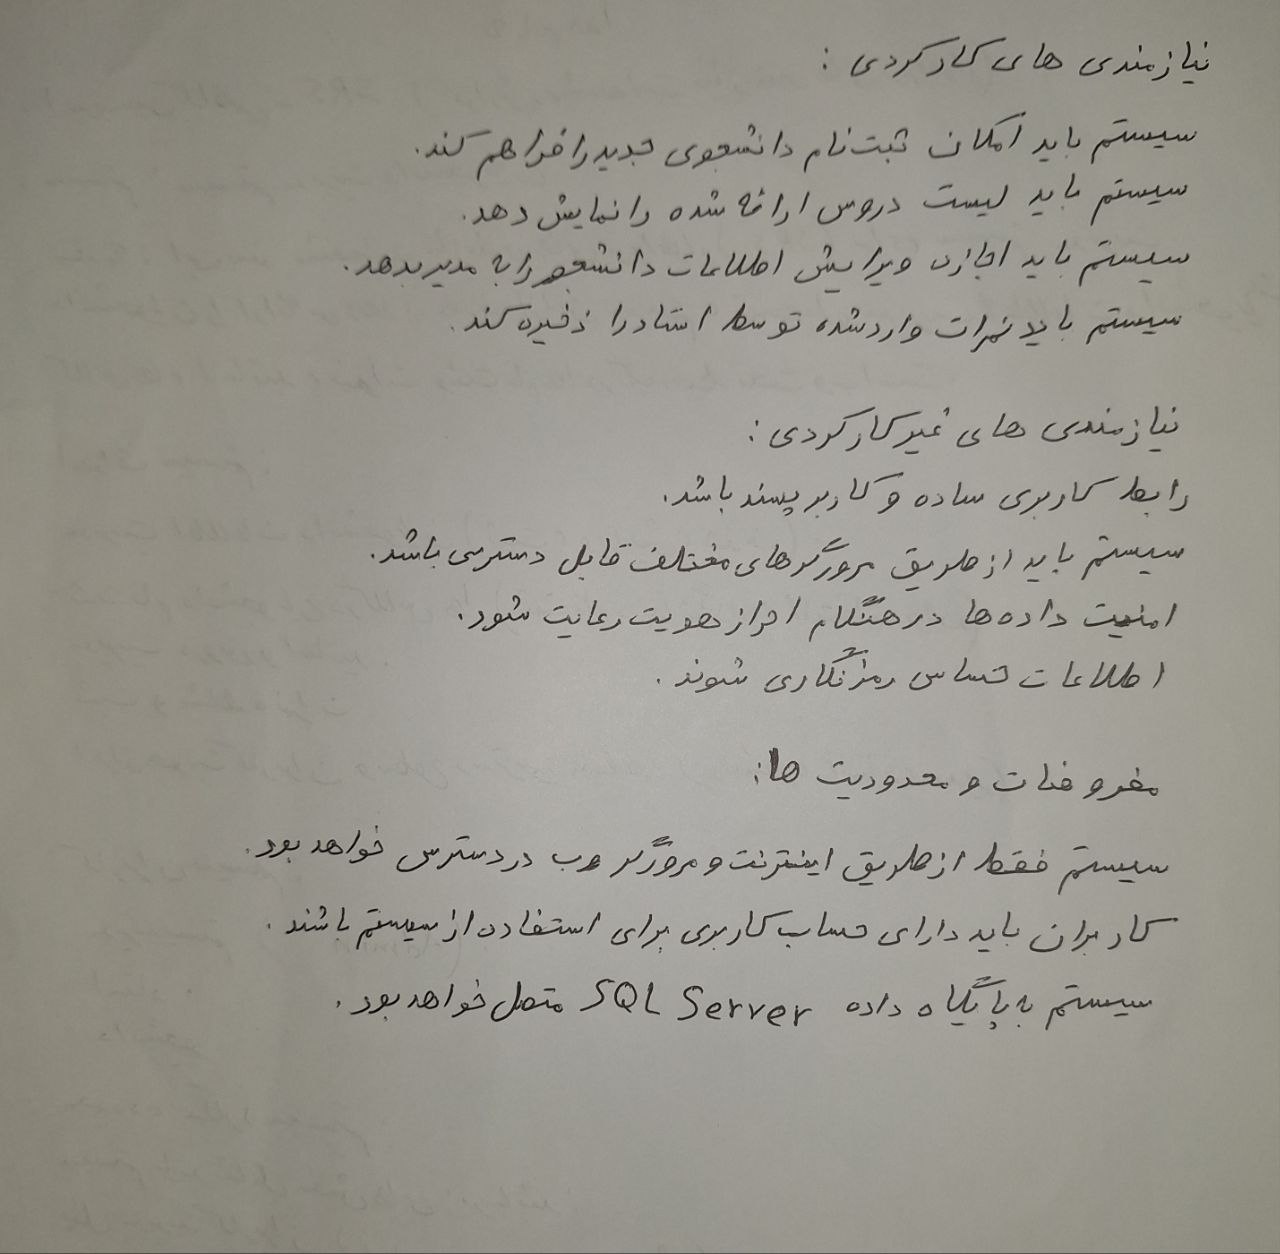 نیازمندی های کارکردی :
سیستم باید امکان ثبت‌نام دانشجوی جدید را فراهم کند.
سیستم باید لیست دروس ارائه شده را نمایش دهد.
سیستم باید اجازه ویرایش اطلاعات دانشجو را به مدیر بدهد.
سیستم باید نمرات وارد شده توسط استاد را ذخیره کند.
نیازمندی های غیرکارکردی :
رابط کاربری ساده و کاربر پسند باشد.
سیستم باید از طریق مرورگرهای مختلف قابل دسترسی باشد.
امنیت داده‌ها در هنگام احراز هویت رعایت شود.
اطلاعات حساس رمزنگاری شوند.
مفروضات و محدودیت ها:
سیستم فقط از طریق اینترنت و مرورگر وب در دسترس خواهد بود.
کاربران باید دارای حساب کاربری برای استفاده از سیستم باشند.
سیستم به پایگاه داده SQL Server متصل خواهد بود.